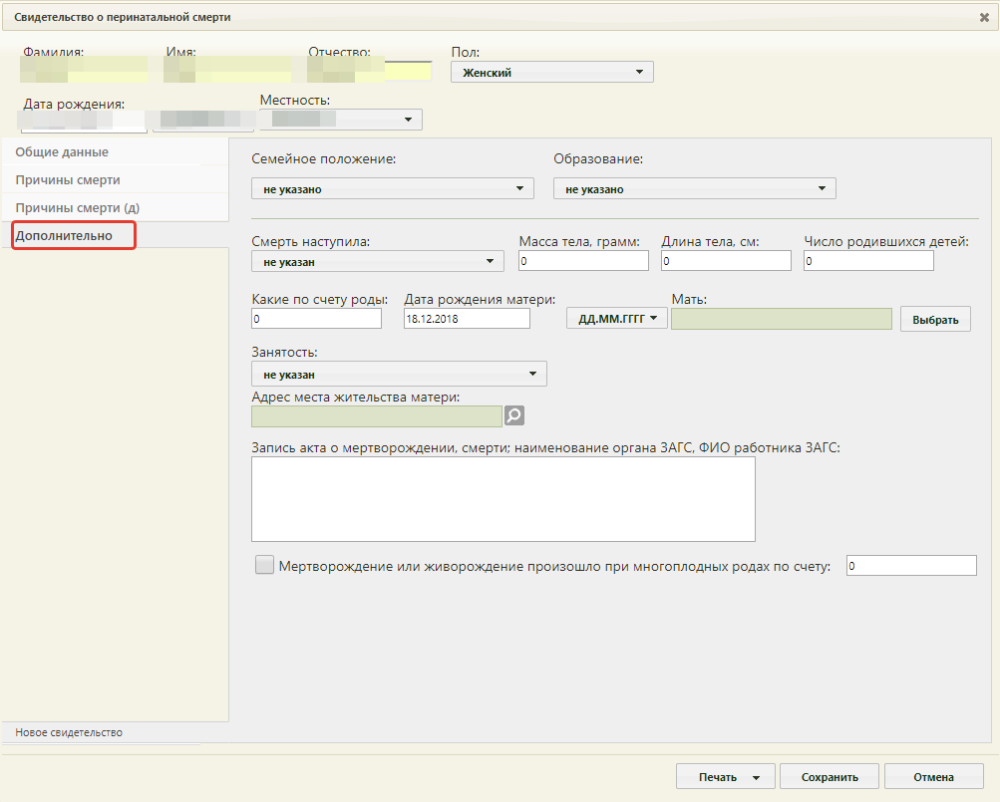 Свидетельство о перинатальной смерти
Фамилия: Имя: Отчество: Пол:
Женский
Дата рождения: Местность:
Общие данные
Причины смерти
Причины смерти (д)
Дополнительно
Семейное положение: Образование:
не указано не указано
Смерть наступила: Масса тела, грамм: Длина тела, см: Число родившихся детей:
не указан 0 0 0
Какие по счету роды: Дата рождения матери: Мать:
0 18.12.2018 ДД.ММ.ГГГГ Выбрать
Занятость:
не указан
Адрес места жительства матери:
Запись акта о мертворождении, смерти; наименование органа ЗАГС, ФИО работника ЗАГС:
Мертворождение или живорождение произошло при многоплодных родах по счету: 0
Новое свидетельство
Печать Сохранить Отмена